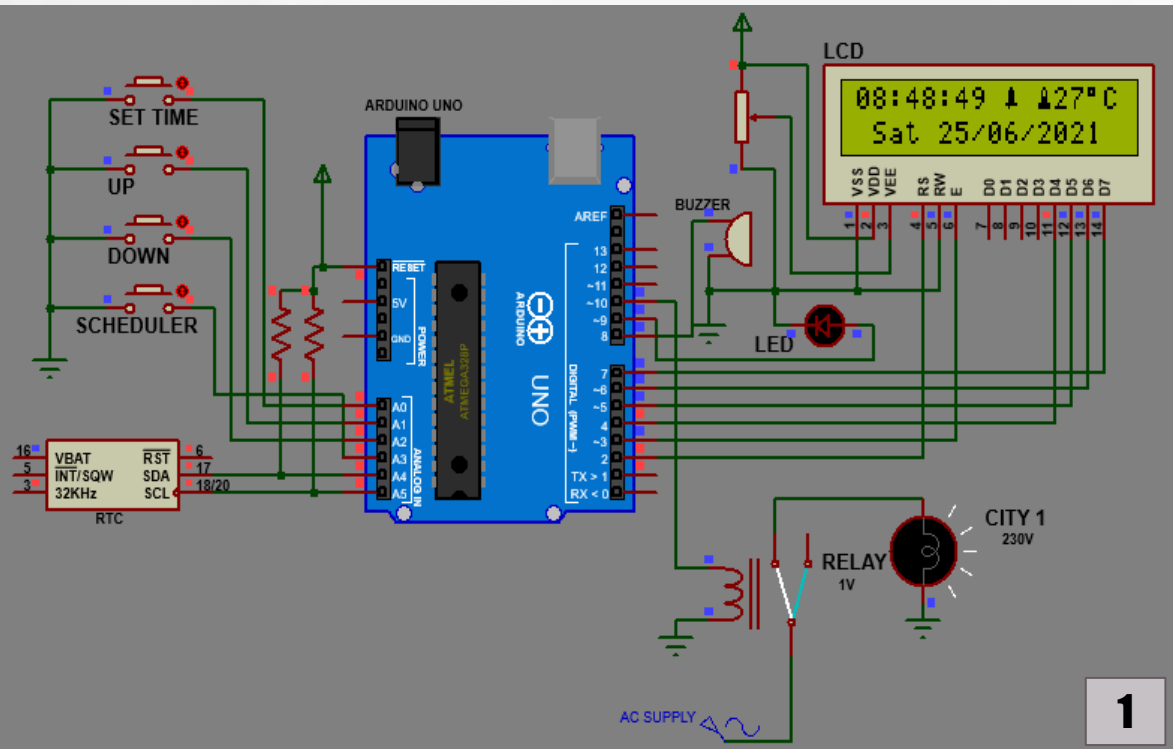 LCD
08:48:49 27°C
Sat 25/06/2021
VSS
VDD
VEE
RS
RW
E
D0
D1
D2
D3
D4
D5
D6
D7
1
2
3
4
5
6
7
8
9
10
11
12
13
14
SET TIME
UP
DOWN
SCHEDULER
ARDUINO UNO
AREF
13
12
~11
~10
~9
8
7
~6
~5
4
~3
2
TX > 1
RX < 0
DIGITAL (PWM~)
RESET
5V
GND
POWER
A0
A1
A2
A3
A4
A5
ANALOG IN
ATMEL
ATMEGA328P
ARDUINO
UNO
BUZZER
LED
16 VBAT
5 INT/SQW
3 32KHz
RST 6
SDA 17
SCL 18/20
RTC
RELAY
1V
CITY 1
230V
AC SUPPLY
1